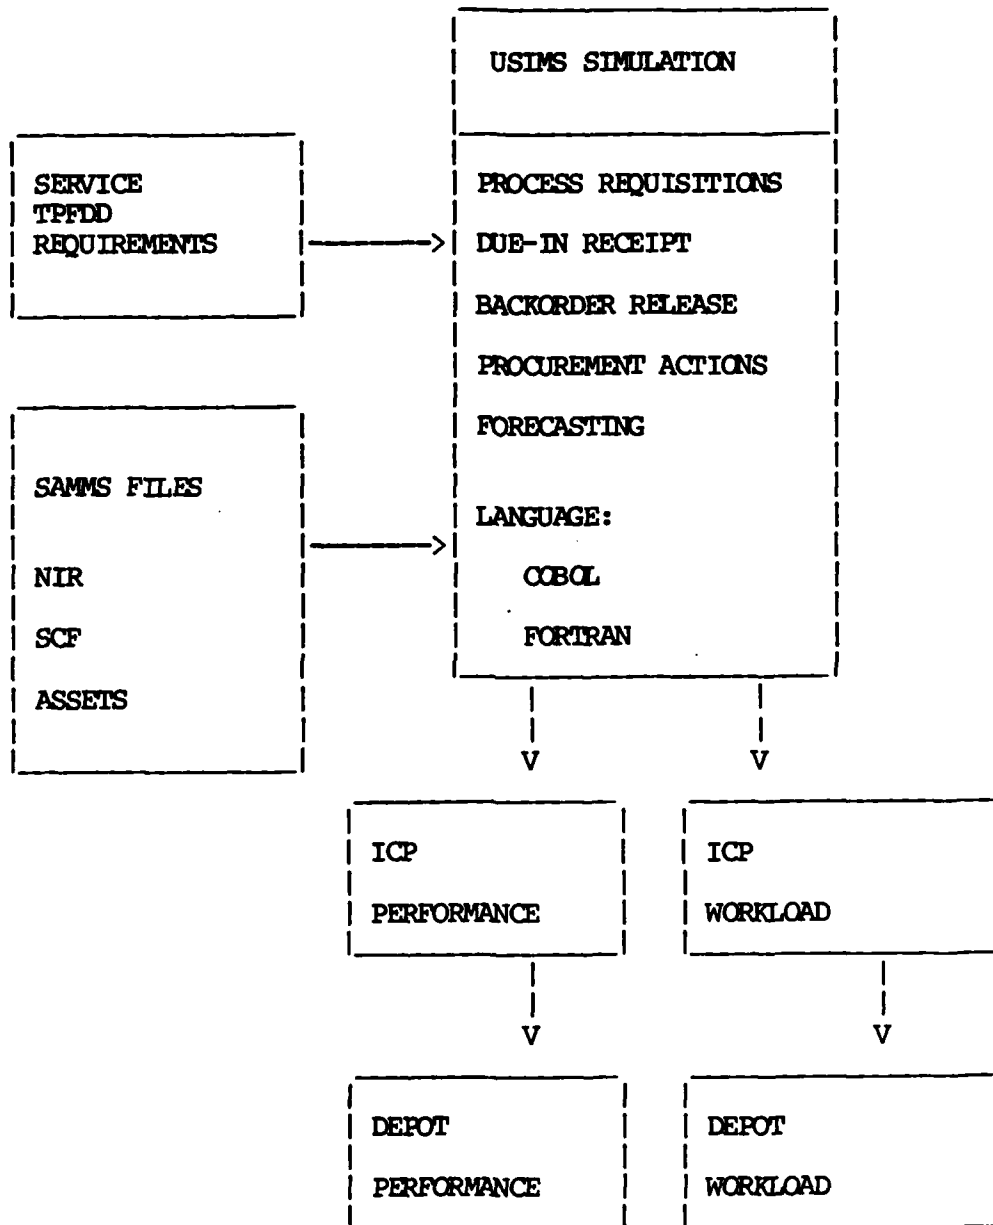 USIMS SIMULATION
SERVICE
TPFDD
REQUIREMENTS
PROCESS REQUISITIONS
DUE-IN RECEIPT
BACKORDER RELEASE
PROCUREMENT ACTIONS
FORECASTING
LANGUAGE:
COBOL
FORTRAN
SAMMS FILES
NIR
SCF
ASSETS
V V
ICP
PERFORMANCE
ICP
WORKLOAD
V V
DEPOT
PERFORMANCE
DEPOT
WORKLOAD